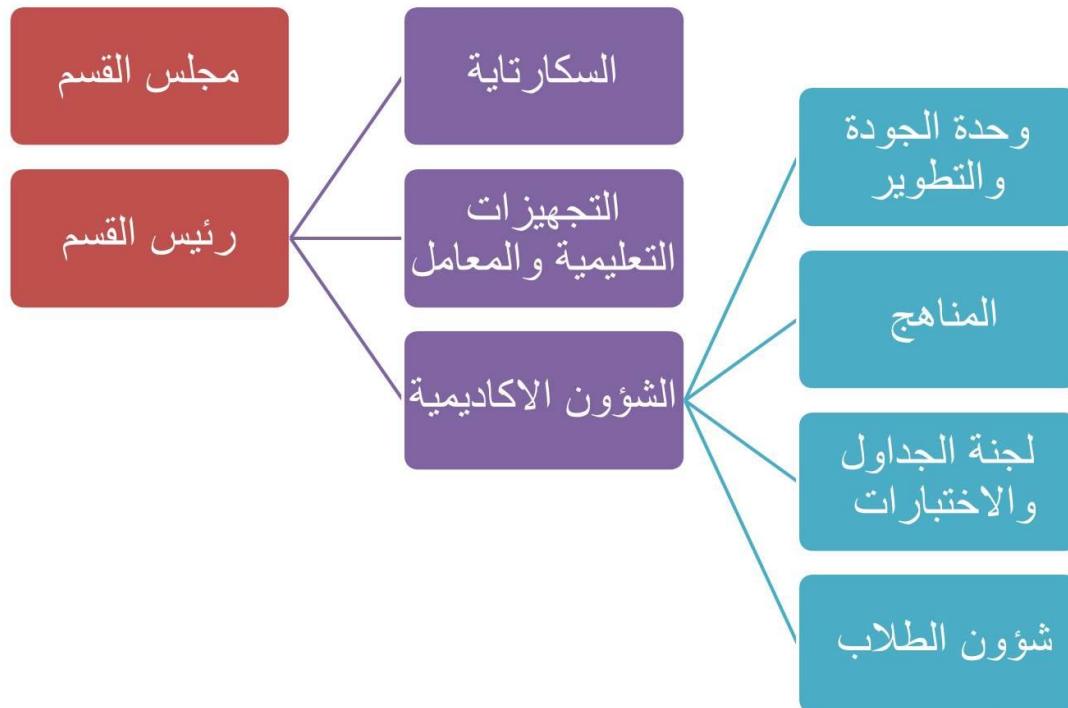 مجلس القسم
رئيس القسم
السكارتاية
التجهيزات
التعليمية والمعامل
الشؤون الاكاديمية
وحدة الجودة
والتطوير
المناهج
لجنة الجداول
والاختبارات
شؤون الطلاب